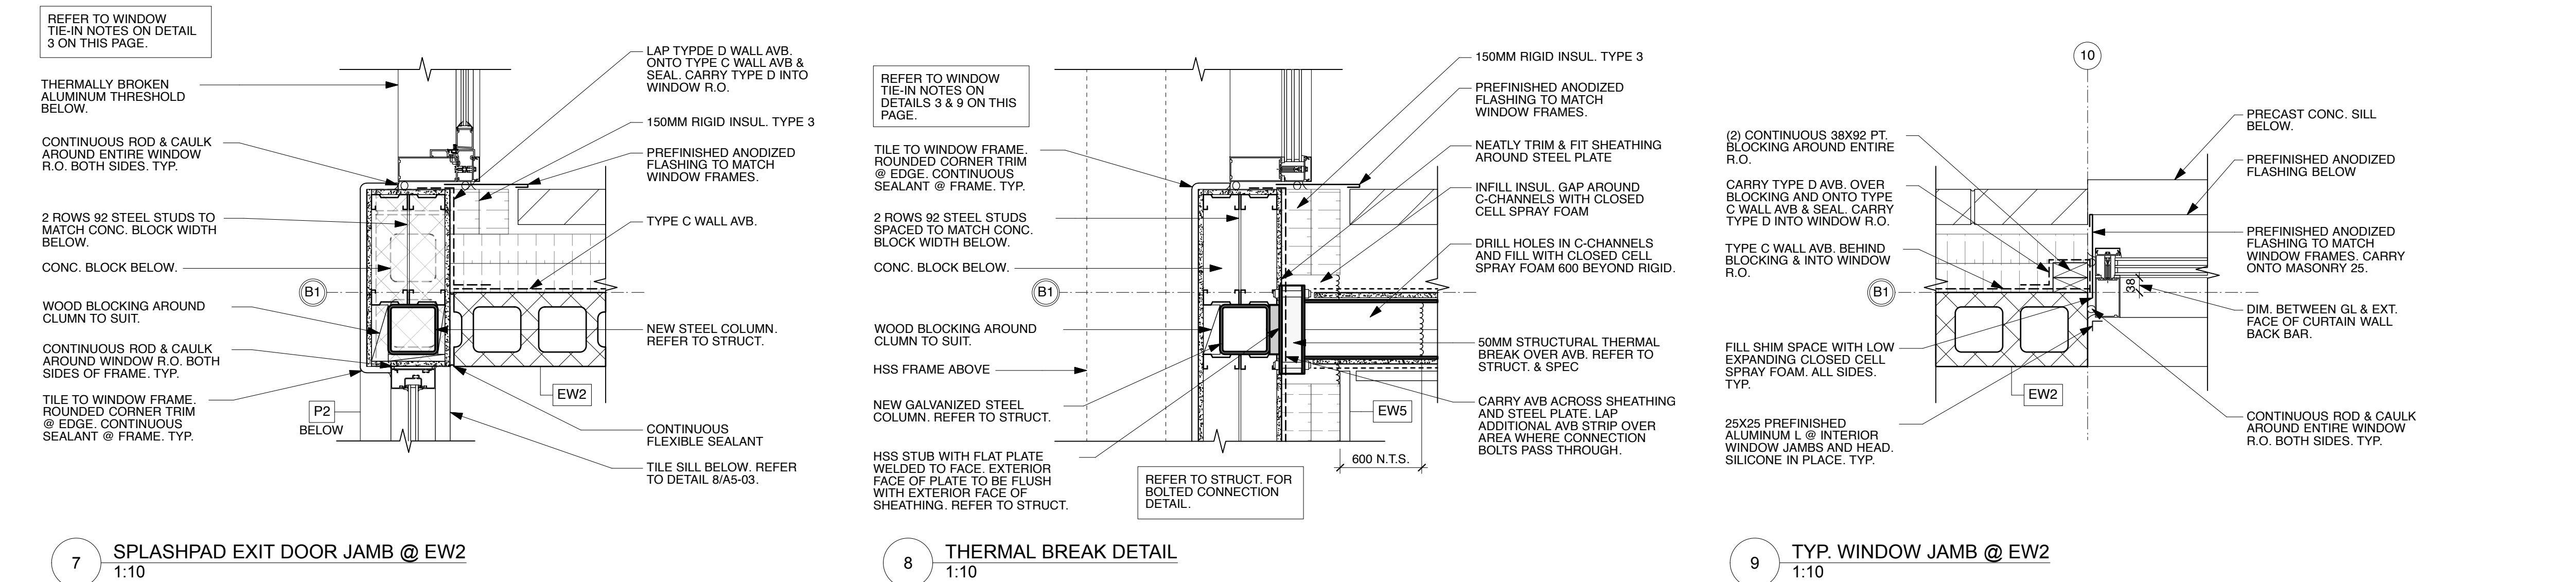 REFER TO WINDOW
TIE-IN NOTES ON DETAIL
3 ON THIS PAGE.
THERMALLY BROKEN
ALUMINUM THRESHOLD
BELOW.
CONTINUOUS ROD & CAULK
AROUND ENTIRE WINDOW
R.O. BOTH SIDES. TYP.
2 ROWS 92 STEEL STUDS TO
MATCH CONC. BLOCK WIDTH
BELOW.
CONC. BLOCK BELOW.
B1
WOOD BLOCKING AROUND
CLUMN TO SUIT.
CONTINUOUS ROD & CAULK
AROUND WINDOW R.O. BOTH
SIDES OF FRAME. TYP.
TILE TO WINDOW FRAME.
ROUNDED CORNER TRIM
@ EDGE. CONTINUOUS
SEALANT @ FRAME. TYP.
P2
BELOW
LAP TYPDE D WALL AVB.
ONTO TYPE C WALL AVB &
SEAL. CARRY TYPE D INTO
WINDOW R.O.
150MM RIGID INSUL. TYPE 3
PREFINISHED ANODIZED
FLASHING TO MATCH
WINDOW FRAMES.
TYPE C WALL AVB.
NEW STEEL COLUMN.
REFER TO STRUCT.
EW2
CONTINUOUS
FLEXIBLE SEALANT
TILE SILL BELOW. REFER
TO DETAIL 8/A5-03.
7
SPLASHPAD EXIT DOOR JAMB @ EW2
1:10
REFER TO WINDOW
TIE-IN NOTES ON
DETAILS 3 & 9 ON THIS
PAGE.
TILE TO WINDOW FRAME.
ROUNDED CORNER TRIM
@ EDGE. CONTINUOUS
SEALANT @ FRAME. TYP.
2 ROWS 92 STEEL STUDS
SPACED TO MATCH CONC.
BLOCK WIDTH BELOW.
CONC. BLOCK BELOW.
B1
WOOD BLOCKING AROUND
CLUMN TO SUIT.
HSS FRAME ABOVE
NEW GALVANIZED STEEL
COLUMN. REFER TO STRUCT.
HSS STUB WITH FLAT PLATE
WELDED TO FACE. EXTERIOR
FACE OF PLATE TO BE FLUSH
WITH EXTERIOR FACE OF
SHEATHING. REFER TO STRUCT.
150MM RIGID INSUL. TYPE 3
PREFINISHED ANODIZED
FLASHING TO MATCH
WINDOW FRAMES.
NEATLY TRIM & FIT SHEATHING
AROUND STEEL PLATE
INFILL INSUL. GAP AROUND
C-CHANNELS WITH CLOSED
CELL SPRAY FOAM
DRILL HOLES IN C-CHANNELS
AND FILL WITH CLOSED CELL
SPRAY FOAM 600 BEYOND RIGID.
50MM STRUCTURAL THERMAL
BREAK OVER AVB. REFER TO
STRUCT. & SPEC
EW5
CARRY AVB ACROSS SHEATHING
AND STEEL PLATE. LAP
ADDITIONAL AVB STRIP OVER
AREA WHERE CONNECTION
BOLTS PASS THROUGH.
600 N.T.S.
REFER TO STRUCT. FOR
BOLTED CONNECTION
DETAIL.
8
THERMAL BREAK DETAIL
1:10
10
(2) CONTINUOUS 38X92 PT.
BLOCKING AROUND ENTIRE
R.O.
CARRY TYPE D AVB. OVER
BLOCKING AND ONTO TYPE
C WALL AVB & SEAL. CARRY
TYPE D INTO WINDOW R.O.
TYPE C WALL AVB. BEHIND
BLOCKING & INTO WINDOW
R.O.
B1
FILL SHIM SPACE WITH LOW
EXPANDING CLOSED CELL
SPRAY FOAM. ALL SIDES.
TYP.
25X25 PREFINISHED
ALUMINUM L @ INTERIOR
WINDOW JAMBS AND HEAD.
SILICONE IN PLACE. TYP.
PRECAST CONC. SILL
BELOW.
PREFINISHED ANODIZED
FLASHING BELOW
PREFINISHED ANODIZED
FLASHING TO MATCH
WINDOW FRAMES. CARRY
ONTO MASONRY 25.
38
DIM. BETWEEN GL & EXT.
FACE OF CURTAIN WALL
BACK BAR.
EW2
CONTINUOUS ROD & CAULK
AROUND ENTIRE WINDOW
R.O. BOTH SIDES. TYP.
9
TYP. WINDOW JAMB @ EW2
1:10